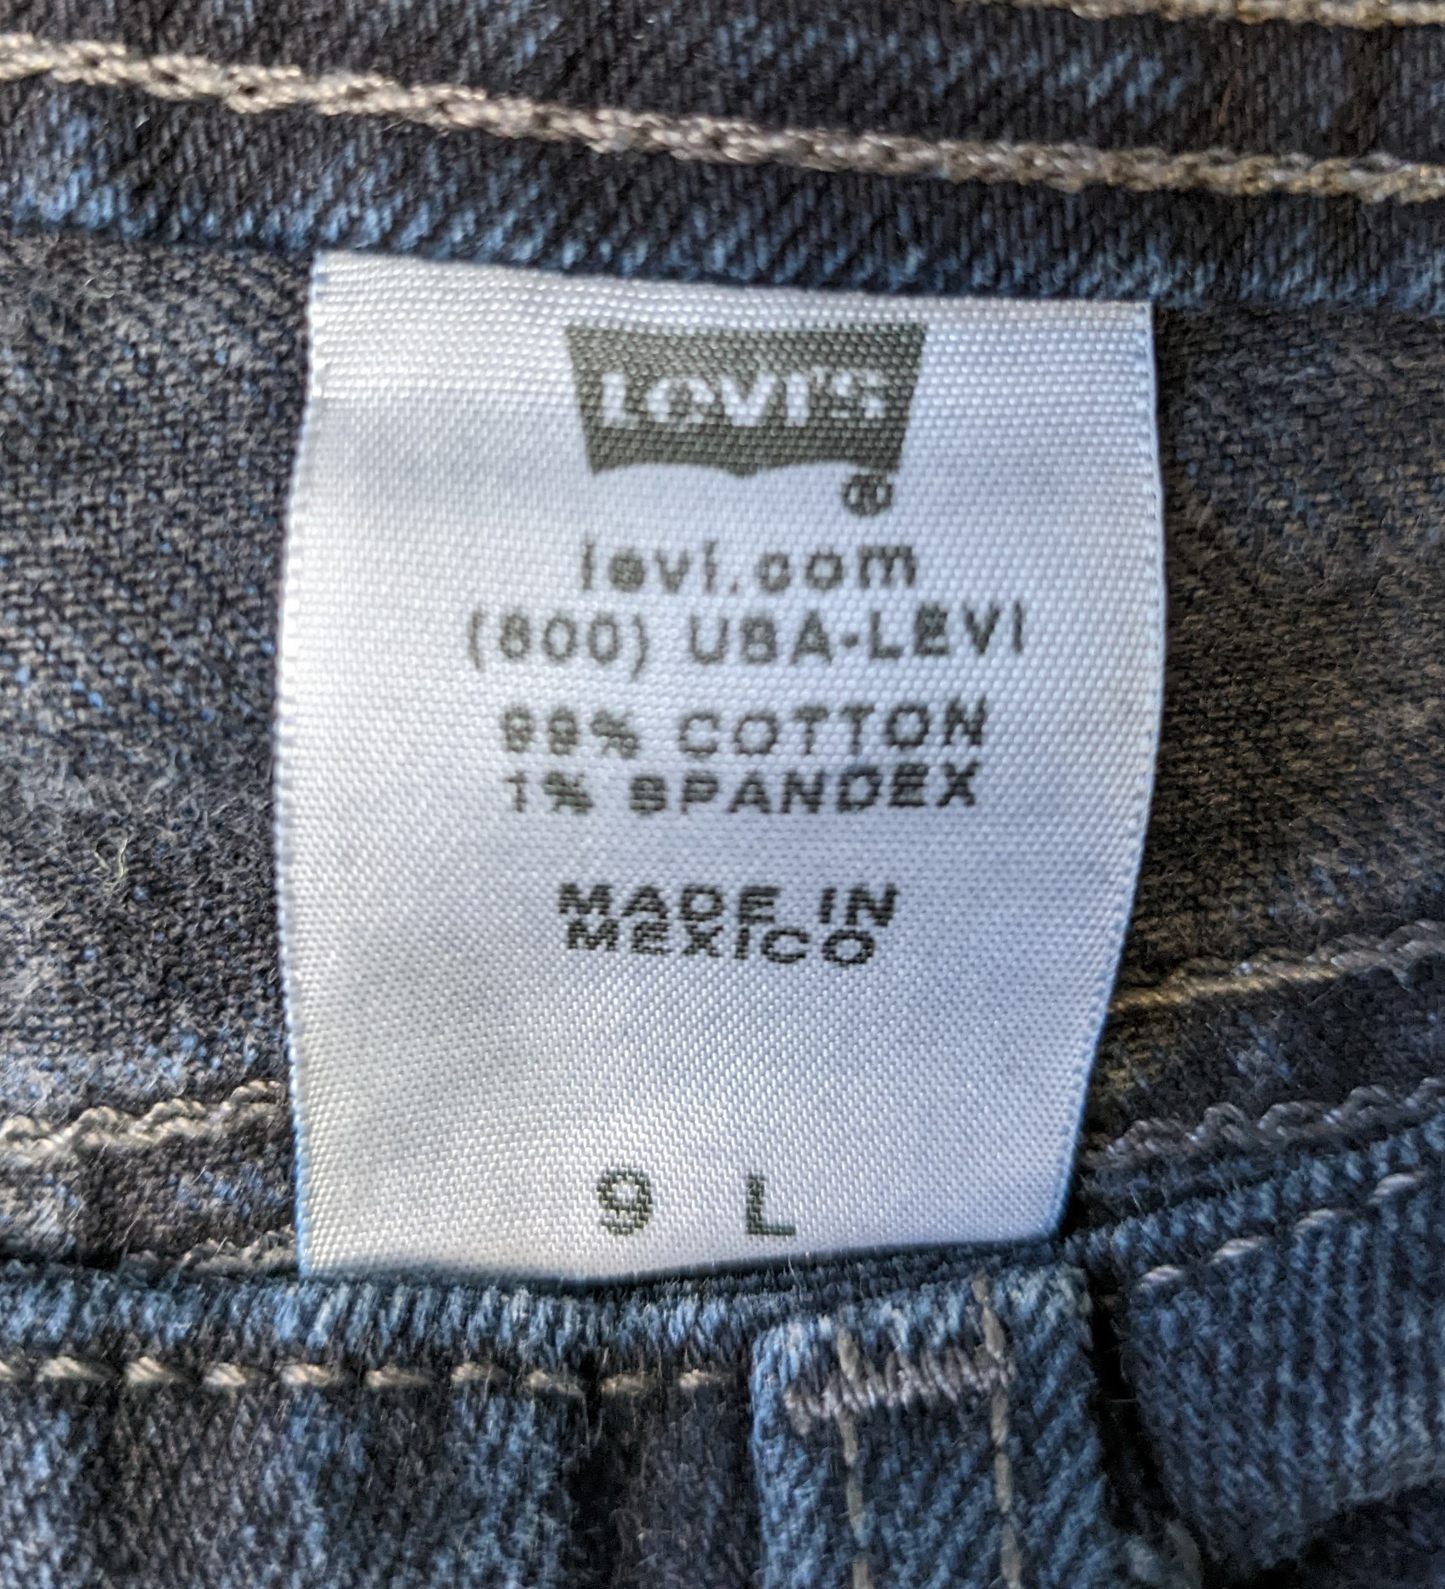 LEVI'S
®
levi.com
(800) USA-LEVI
99% COTTON
1% SPANDEX
MADE IN
MEXICO
9 L